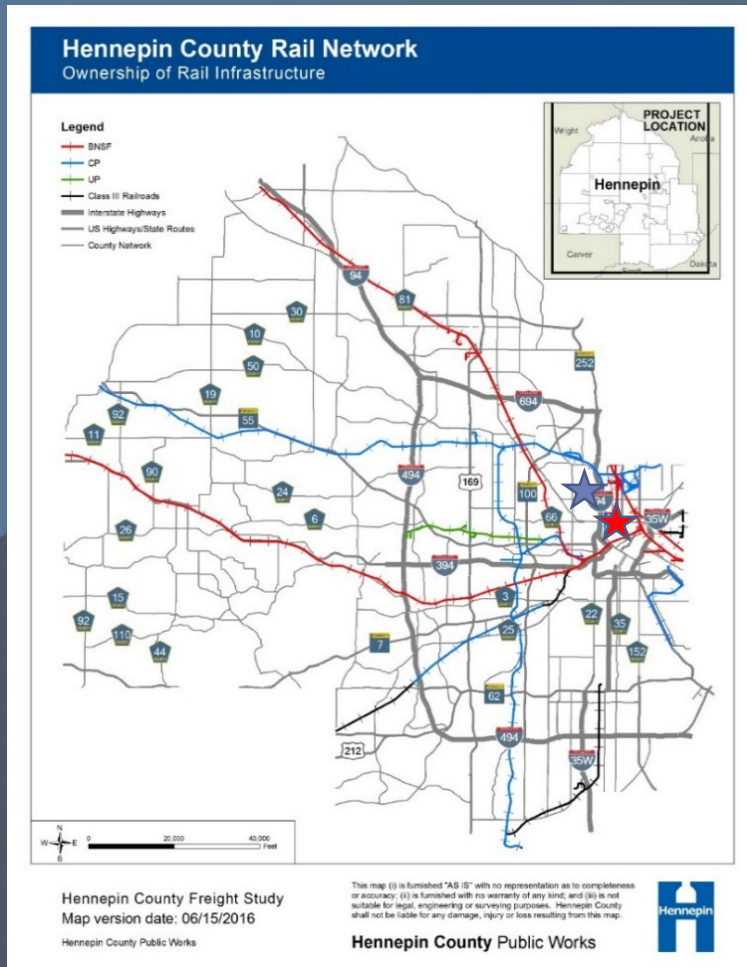 Hennepin County Rail Network
Ownership of Rail Infrastructure
Legend
BNSF
CP
UP
Class III Railroads
Interstate Highways
US Highways/State Routes
County Network
PROJECT
LOCATION
Wright
Anoka
Hennepin
Carver
Dakota
94
81
30
10
252
50
19
694
92
55
11
494
169
90
24
100
94
6
66
35W
26
394
15
3
92
22
35
110
25
44
7
152
62
494
212
35W
N
W E
S
0 20,000 40,000
Feet
Hennepin County Freight Study
Map version date: 06/15/2016
Hennepin County Public Works
This map (i) is furnished "AS IS" with no representation as to completeness
or accuracy; (ii) is furnished with no warranty of any kind; and (iii) is not
suitable for legal, engineering or surveying purposes. Hennepin County
shall not be liable for any damage, injury or loss resulting from this map.
Hennepin County Public Works
Hennepin